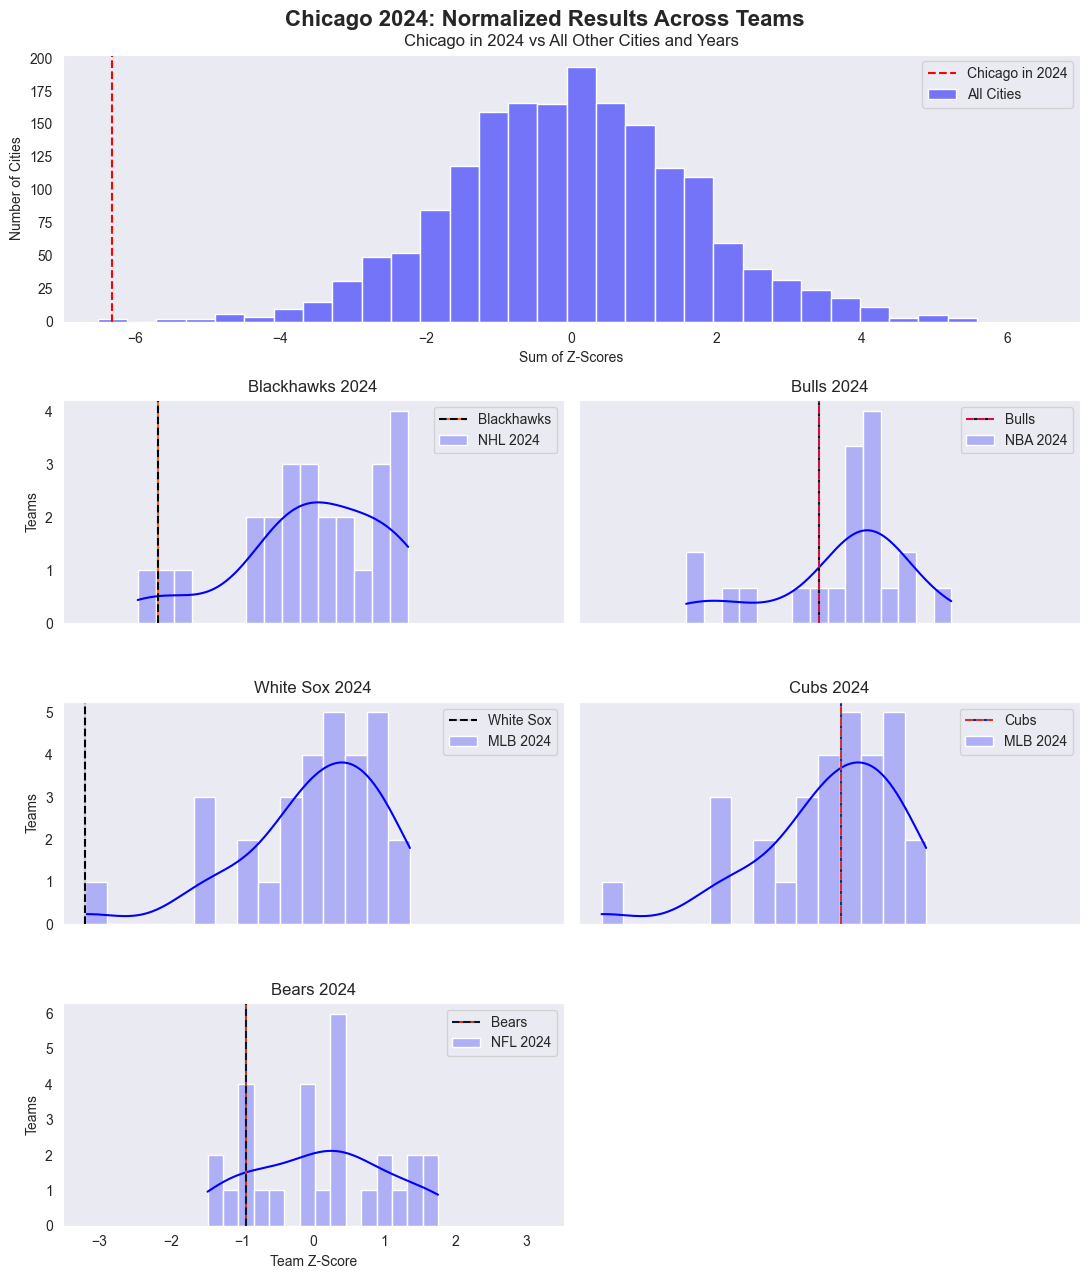 Chicago 2024: Normalized Results Across Teams
Chicago in 2024 vs All Other Cities and Years
Number of Cities
200
175
150
125
100
75
50
25
0
Chicago in 2024
All Cities
−6 −4 −2 0 2 4 6
Sum of Z-Scores
Blackhawks 2024
Teams
4
3
2
1
0
Blackhawks
NHL 2024
Bulls 2024
Bulls
NBA 2024
White Sox 2024
Teams
5
4
3
2
1
0
White Sox
MLB 2024
Cubs 2024
Cubs
MLB 2024
Bears 2024
Teams
6
5
4
3
2
1
0
Bears
NFL 2024
−3 −2 −1 0 1 2 3
Team Z-Score